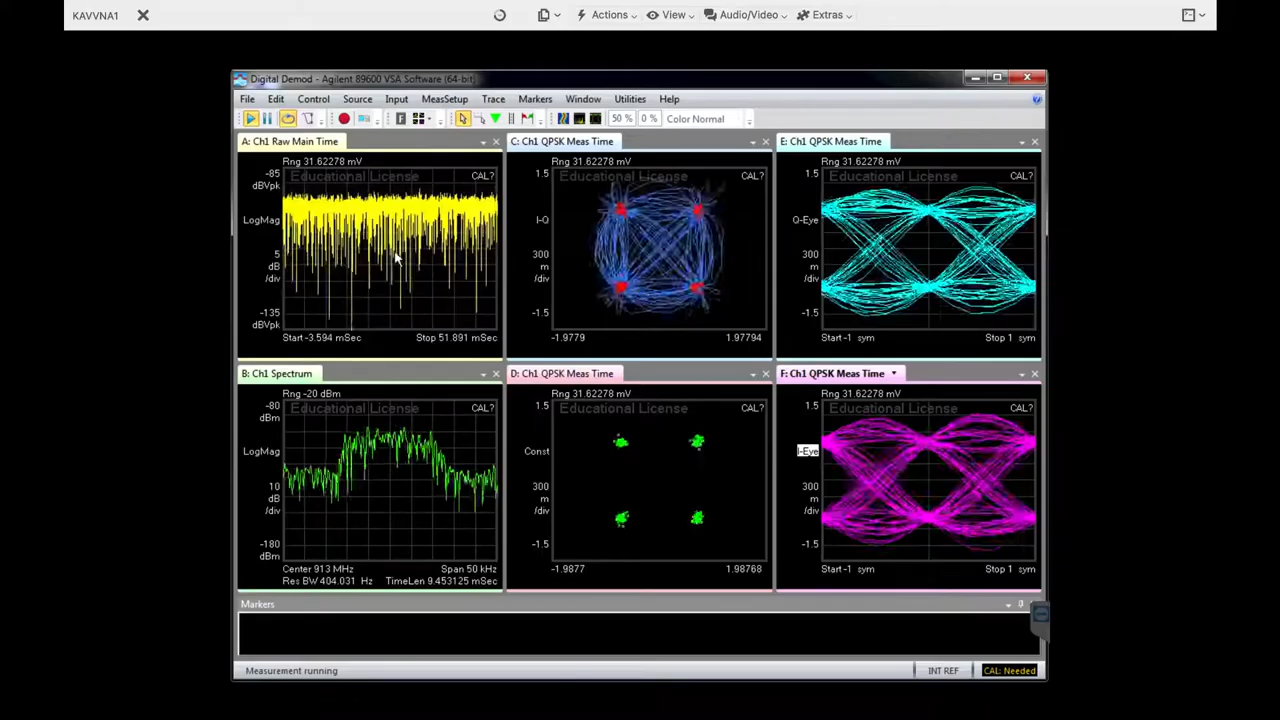 KAVVNA1
Actions
View
Audio/Video
Extras
Digital Demod - Agilent 89600 VSA Software (64-bit)
File Edit Control Source Input MeasSetup Trace Markers Window Utilities Help
50 % 0 % Color Normal
A: Ch1 Raw Main Time
Rng 31.62278 mV
-85
dBVpk
Educational License
CAL?
LogMag
5
dB
/div
-135
dBVpk
Start -3.594 mSec
Stop 51.891 mSec
C: Ch1 QPSK Meas Time
Rng 31.62278 mV
1.5
Educational License
CAL?
I-Q
300
m
/div
-1.5
-1.9779
1.97794
E: Ch1 QPSK Meas Time
Rng 31.62278 mV
1.5
Educational License
CAL?
Q-Eye
300
m
/div
-1.5
Start -1 sym
Stop 1 sym
B: Ch1 Spectrum
Rng -20 dBm
-80
dBm
Educational License
CAL?
LogMag
10
dB
/div
-180
dBm
Center 913 MHz
Span 50 kHz
Res BW 404.031 Hz
TimeLen 9.453125 mSec
D: Ch1 QPSK Meas Time
Rng 31.62278 mV
1.5
Educational License
CAL?
Const
300
m
/div
-1.5
-1.9877
1.98768
F: Ch1 QPSK Meas Time
Rng 31.62278 mV
1.5
Educational License
CAL?
I-Eye
300
m
/div
-1.5
Start -1 sym
Stop 1 sym
Markers
Measurement running
INT REF
CAL: Needed